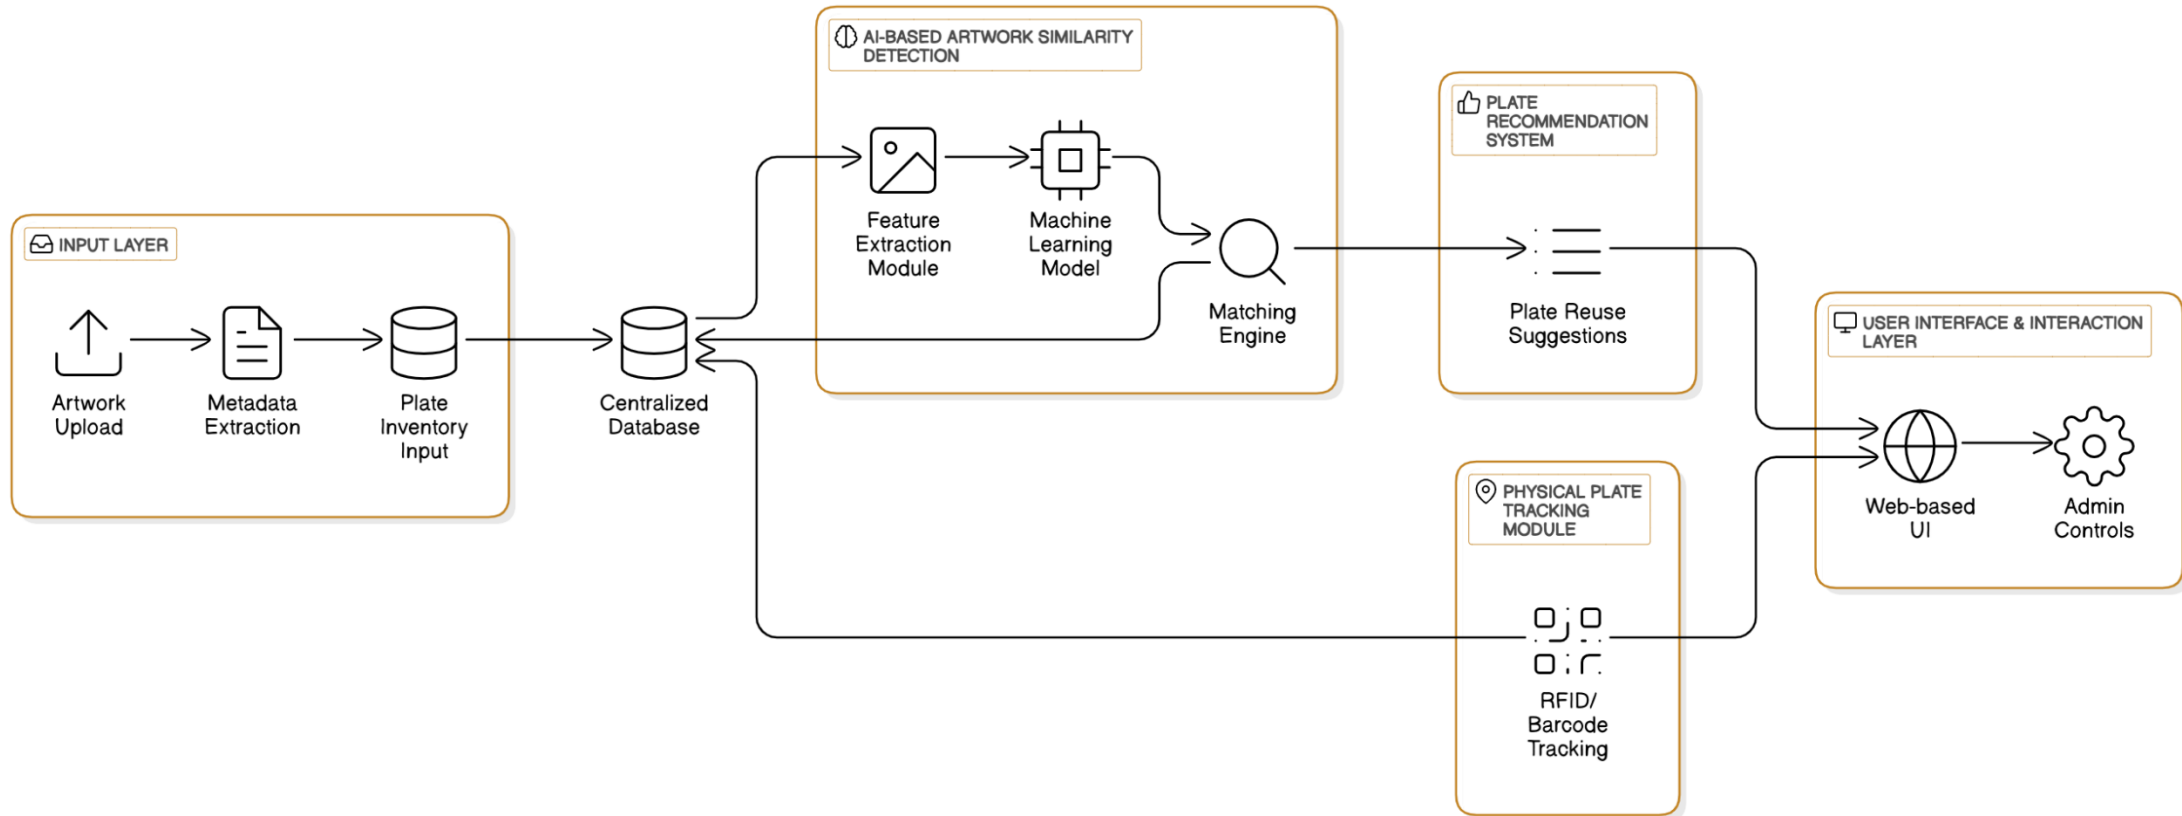 INPUT LAYER
Artwork
Upload
Metadata
Extraction
Plate
Inventory
Input
Centralized
Database
AI-BASED ARTWORK SIMILARITY
DETECTION
Feature
Extraction
Module
Machine
Learning
Model
Matching
Engine
PLATE
RECOMMENDATION
SYSTEM
Plate Reuse
Suggestions
PHYSICAL PLATE
TRACKING
MODULE
RFID/
Barcode
Tracking
USER INTERFACE & INTERACTION
LAYER
Web-based
UI
Admin
Controls